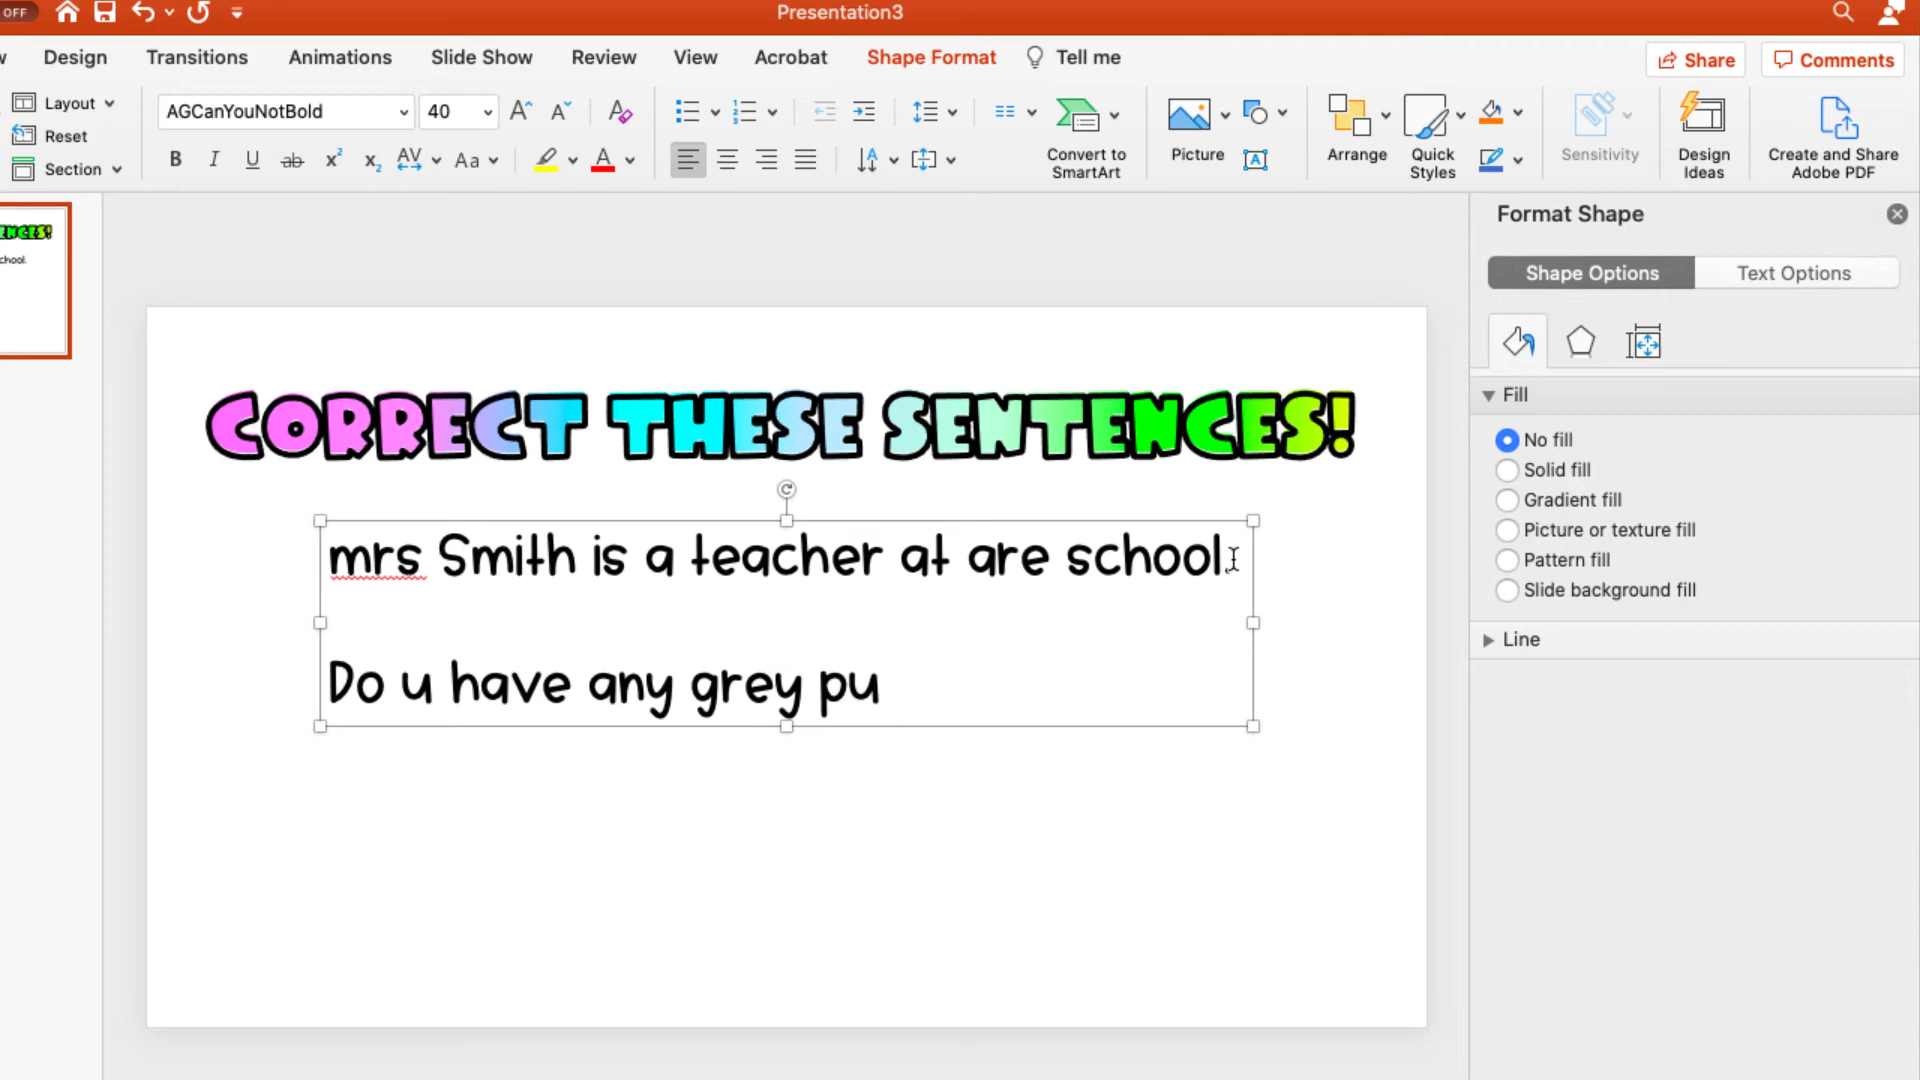 OFF
Presentation3
Design Transitions Animations Slide Show Review View Acrobat Shape Format Tell me Share Comments
Layout
Reset
Section
AGCanYouNotBold 40
Convert to
SmartArt
Picture
Arrange
Quick
Styles
Sensitivity
Design
Ideas
Create and Share
Adobe PDF
CORRECT THESE SENTENCES!
mrs Smith is a teacher at are school.
Do u have any grey pu
Format Shape
Shape Options Text Options
Fill
No fill
Solid fill
Gradient fill
Picture or texture fill
Pattern fill
Slide background fill
Line